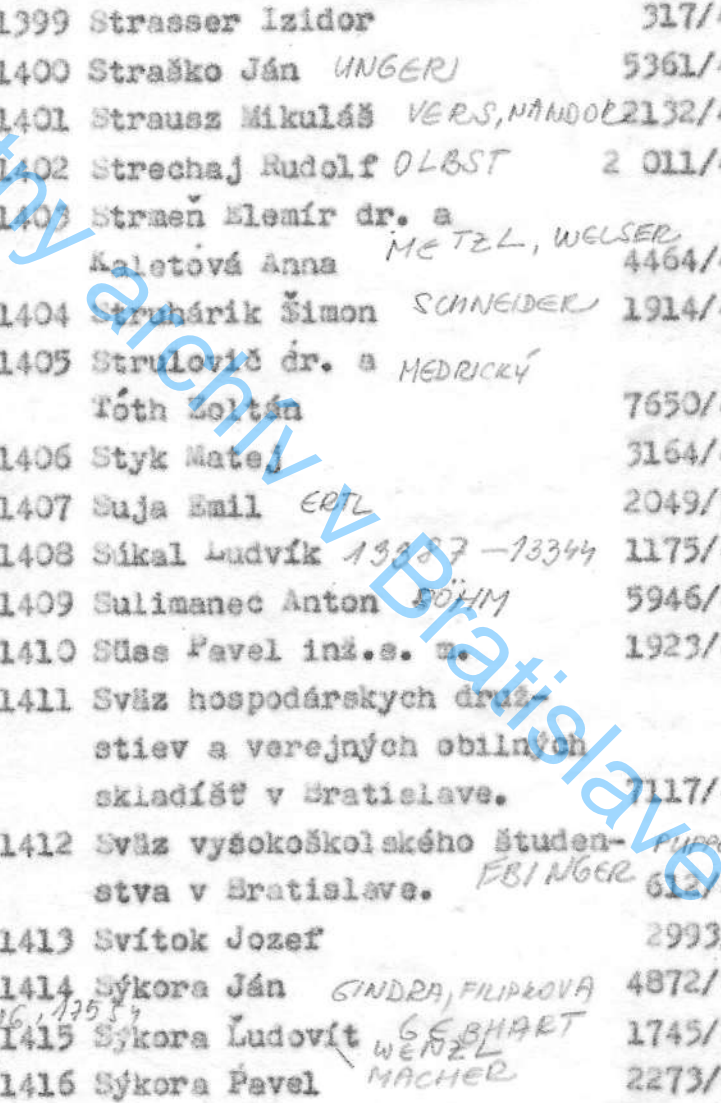 1399 Strasser Izidor 317/
1400 Straško Ján UNGER 5361/
1401 Strausz Mikuláš VERS, NANDOR 2132/
1402 Strechaj Rudolf OLBST 2 011/
1403 Strmeň Elemír dr. a
Kaletová Anna METZL, WELSER 4464/
1404 Struhárik Šimon SCHNEIDER 1914/
1405 Strulovič dr. a MEDRICKÝ
Tóth Zoltán 7650/
1406 Styk Matej 3164/
1407 Suja Emil ERTL 2049/
1408 Súkal Ludvík 13387 – 13344 1175/
1409 Sulimanec Anton BÖHM 5946/
1410 Süss Pavel inž.s. m. 1923/
1411 Sväz hospodárskych druž-
stiev a verejných obilných
skladíšť v Bratislave. 7117/
1412 Sväz vysokoškolského študen-
stva v Bratislave. EBINGER 612/
1413 Svítok Jozef 2993
1414 Sýkora Ján GINDRA, FILIPKOVA 4872/
1415 Sýkora Ľudovít GEBHART WENZL 1745/
1416 Sýkora Pavel MACHER 2273/
archív v Bratislave